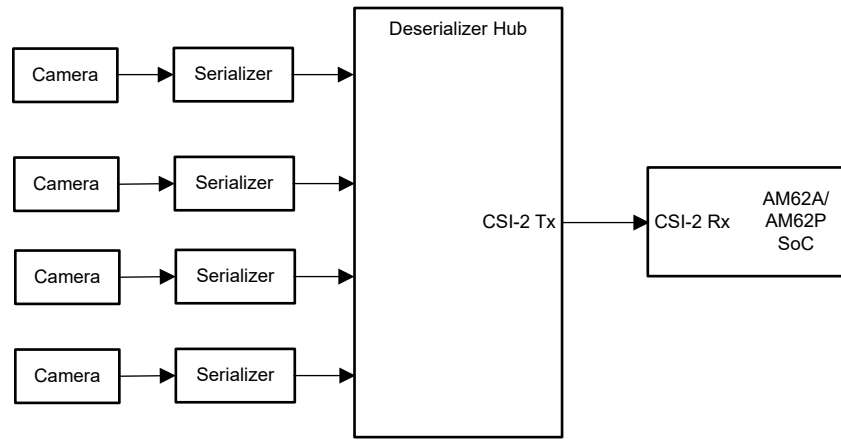 Deserializer Hub
Camera
Serializer
Camera
Serializer
CSI-2 Tx
CSI-2 Rx
AM62A/
AM62P
SoC
Camera
Serializer
Camera
Serializer